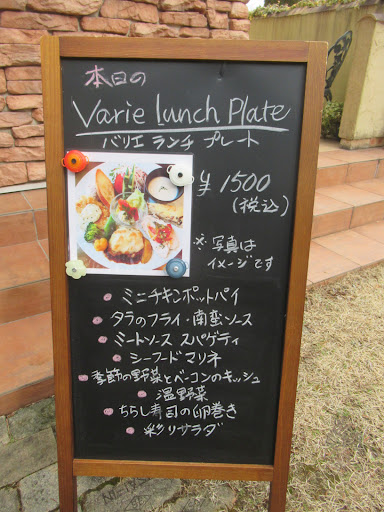 本日の
Varie lunch Plate
バリエ ランチ プレート
¥1500
(税込)
※写真は
イメージです
ミニチキンポットパイ
タラのフライ・南蛮ソース
ミートソース スパゲティ
シーフードマリネ
季節の野菜とベーコンのキッシュ
温野菜
ちらし寿司の卵巻き
彩りサラダ